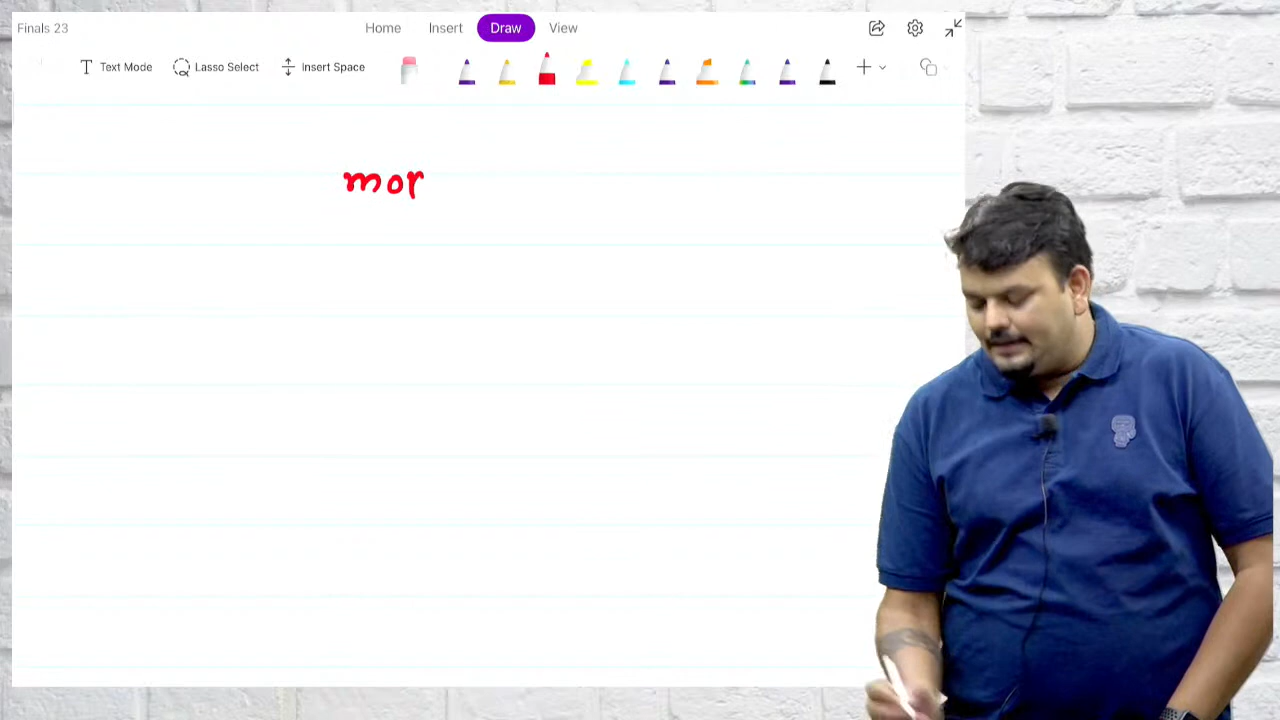 Finals 23
Home Insert Draw View
Text Mode Lasso Select Insert Space
mor